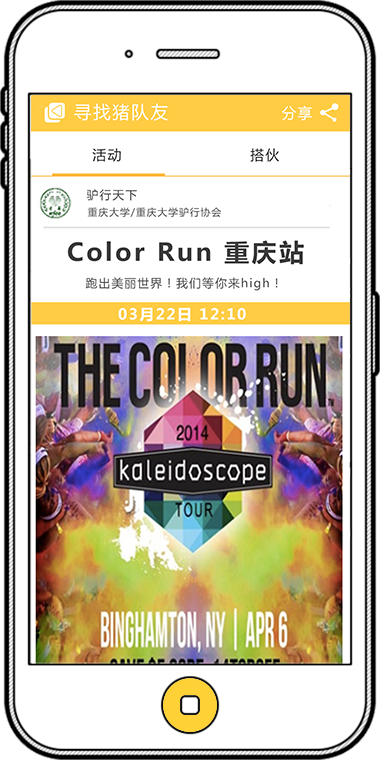 寻找猪队友
分享
活动
搭伙
驴行天下
重庆大学/重庆大学驴行协会
Color Run 重庆站
跑出美丽世界！我们等你来high！
03月22日 12:10
THE COLOR RUN
TM
2014
kaleidoscope
TOUR
BINGHAMTON, NY | APR 6